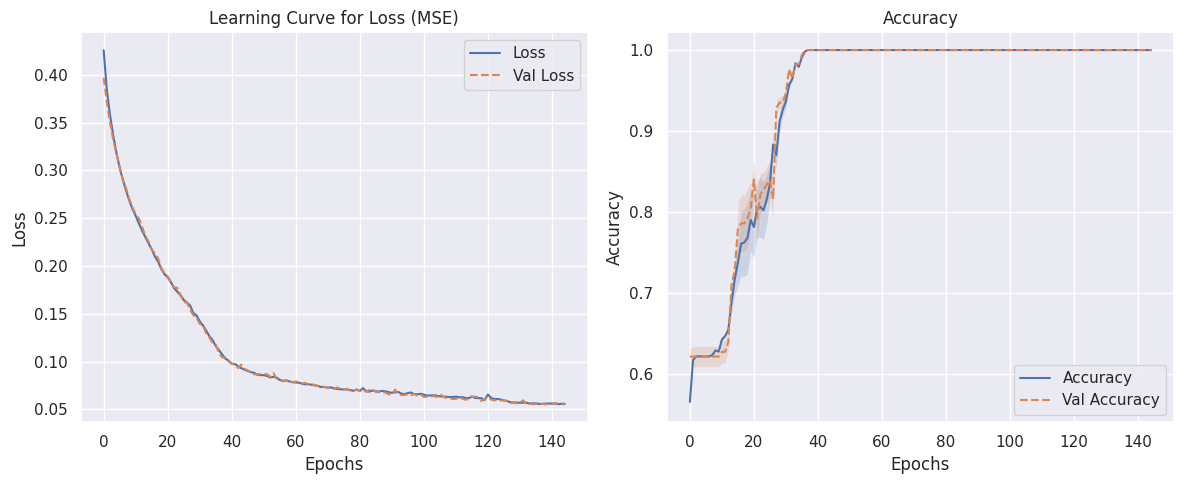 Learning Curve for Loss (MSE)
Loss
Val Loss
0.40
0.35
0.30
0.25
0.20
0.15
0.10
0.05
Loss
0 20 40 60 80 100 120 140
Epochs
Accuracy
1.0
0.9
0.8
0.7
0.6
Accuracy
Accuracy
Val Accuracy
0 20 40 60 80 100 120 140
Epochs